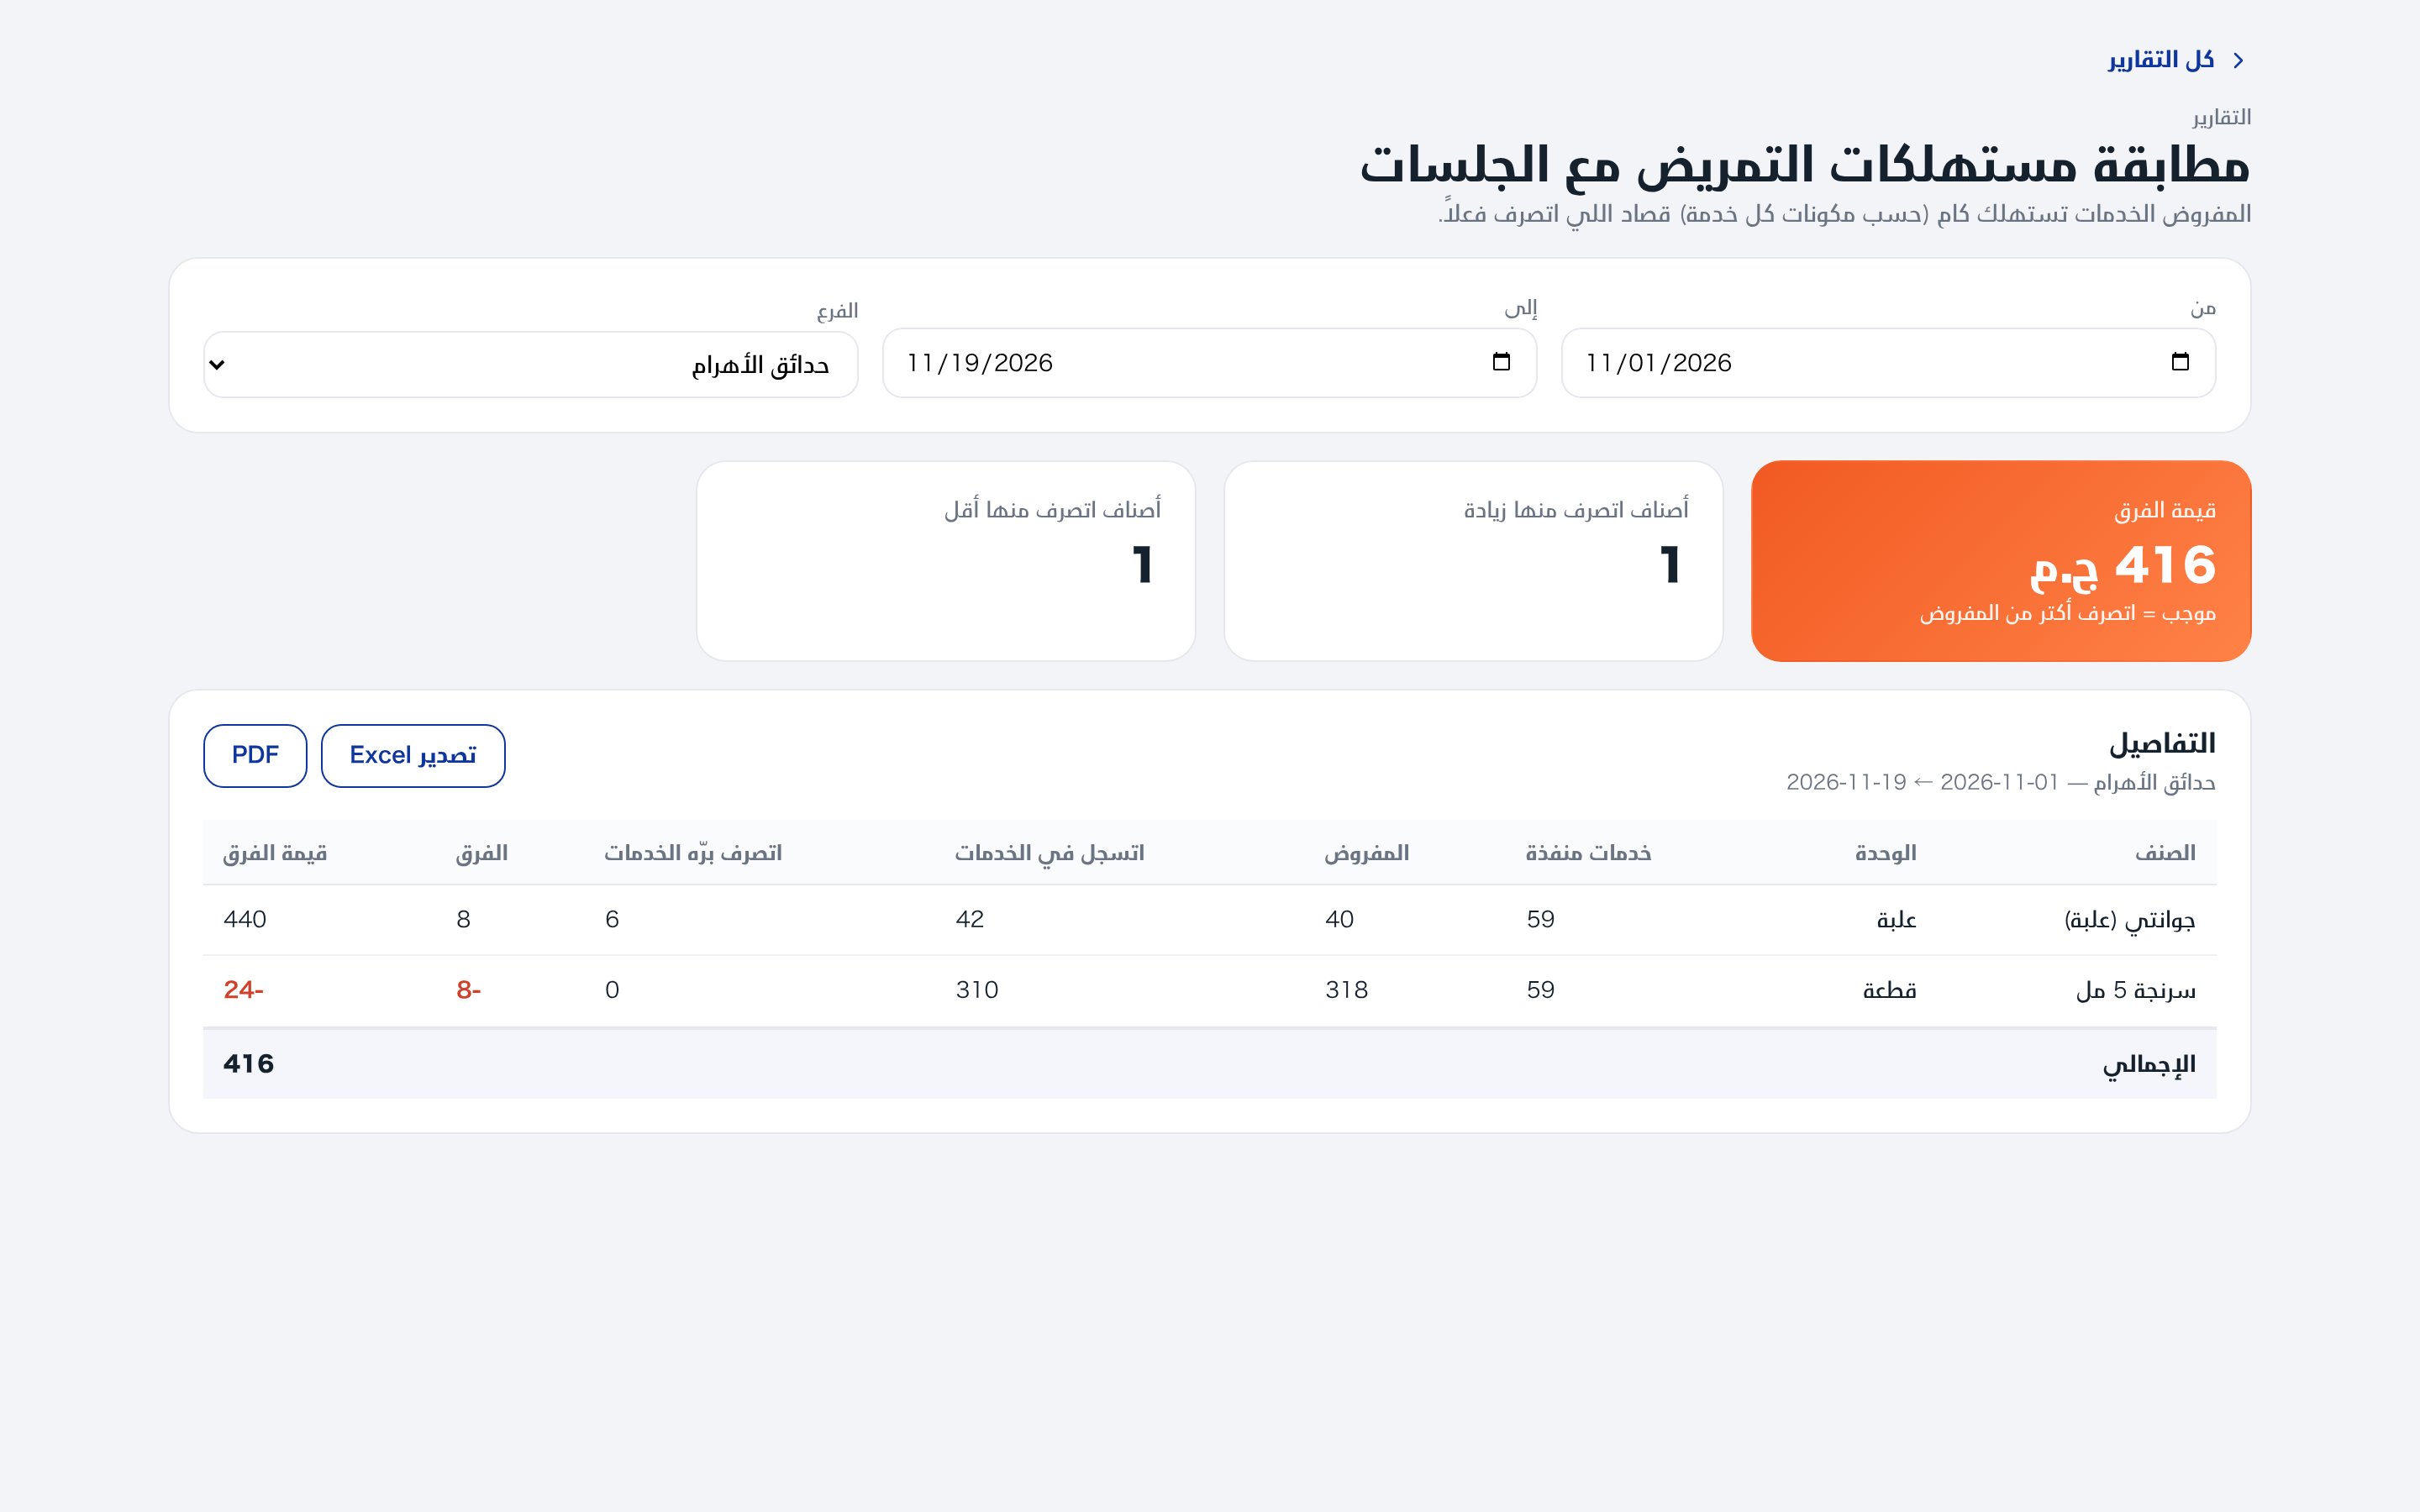 كل التقارير
التقارير
مطابقة مستهلكات التمريض مع الجلسات
المفروض الخدمات تستهلك كام (حسب مكونات كل خدمة) قصاد اللي اتصرف فعلاً.
من
إلى
الفرع
11/01/2026
11/19/2026
حدائق الأهرام
قيمة الفرق
416 ج.م
موجب = اتصرف أكتر من المفروض
أصناف اتصرف منها زيادة
1
أصناف اتصرف منها أقل
1
التفاصيل
حدائق الأهرام — 2026-11-01 ← 2026-11-19
تصدير Excel
PDF
الصنف الوحدة خدمات منفذة المفروض اتسجل في الخدمات اتصرف برّه الخدمات الفرق قيمة الفرق
جوانتي (علبة) علبة 59 40 42 6 8 440
سرنجة 5 مل قطعة 59 318 310 0 8- 24-
الإجمالي 416